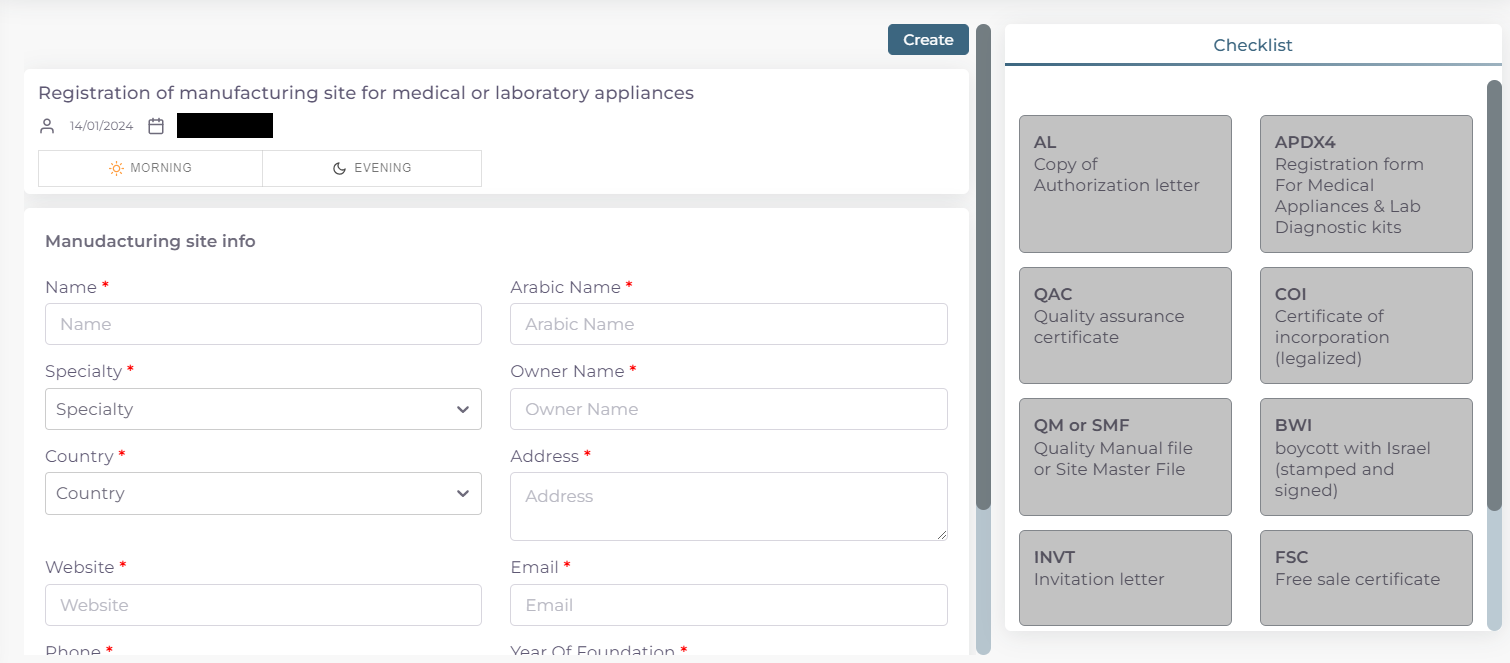 Create
Registration of manufacturing site for medical or laboratory appliances
14/01/2024
MORNING
EVENING
Manudacturing site info
Name *
Arabic Name *
Name
Arabic Name
Specialty *
Owner Name *
Specialty
Owner Name
Country *
Address *
Country
Address
Website *
Email *
Website
Email
Phone *
Year Of Foundation *
Checklist
AL
Copy of
Authorization letter
APDX4
Registration form
For Medical
Appliances & Lab
Diagnostic kits
QAC
Quality assurance
certificate
COI
Certificate of
incorporation
(legalized)
QM or SMF
Quality Manual file
or Site Master File
BWI
boycott with Israel
(stamped and
signed)
INVT
Invitation letter
FSC
Free sale certificate